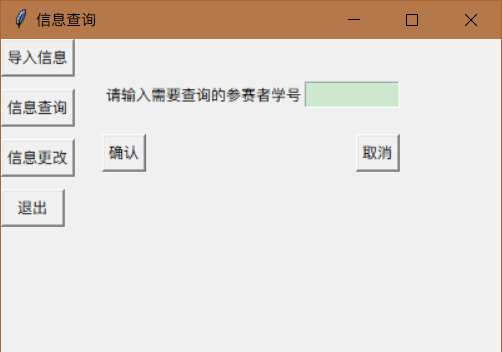 信息查询
导入信息
请输入需要查询的参赛者学号
信息查询
信息更改
确认
取消
退出